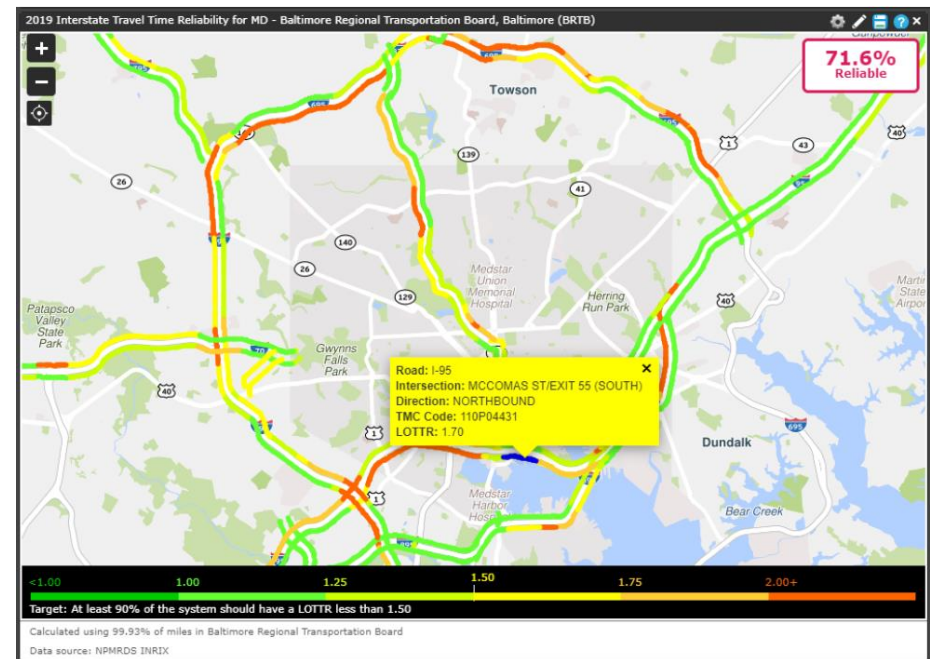 2019 Interstate Travel Time Reliability for MD - Baltimore Regional Transportation Board, Baltimore (BRTB)
71.6%
Reliable
Towson
695
139
1
43
40
26
41
140
26
129
Medstar
Union
Memorial
Hospital
Herring
Run Park
40
Patapsco
Valley
State
Park
70
Gwynns
Falls
Park
40
Road: I-95
Intersection: MCCOMAS ST/EXIT 55 (SOUTH)
Direction: NORTHBOUND
TMC Code: 110P04431
LOTTR: 1.70
1
Dundalk
695
1
Medstar
Harbor
Bear Creek
<1.00 1.00 1.25 1.50 1.75 2.00+
Target: At least 90% of the system should have a LOTTR less than 1.50
Calculated using 99.93% of miles in Baltimore Regional Transportation Board
Data source: NPMRDS INRIX